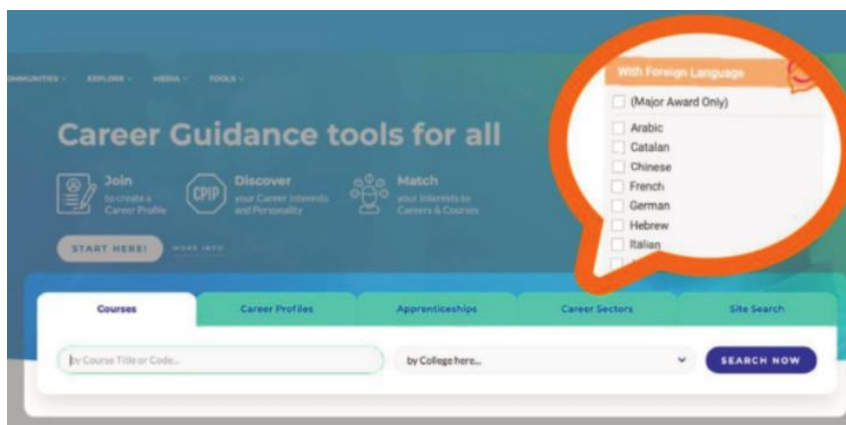 EXPLORE
MEDIA
TOOLS
With Foreign Language
(Major Award Only)
Arabic
Catalan
Chinese
French
German
Hebrew
Italian
Career Guidance tools for all
Join
to create a
Career Profile
CPIP
Discover
your Career Interests
and Personality
Match
your Interests to
Careers & Courses
START HERE!
MORE INFO
Courses
Career Profiles
Apprenticeships
Career Sectors
Site Search
by Course Title or Code...
by College here...
SEARCH NOW